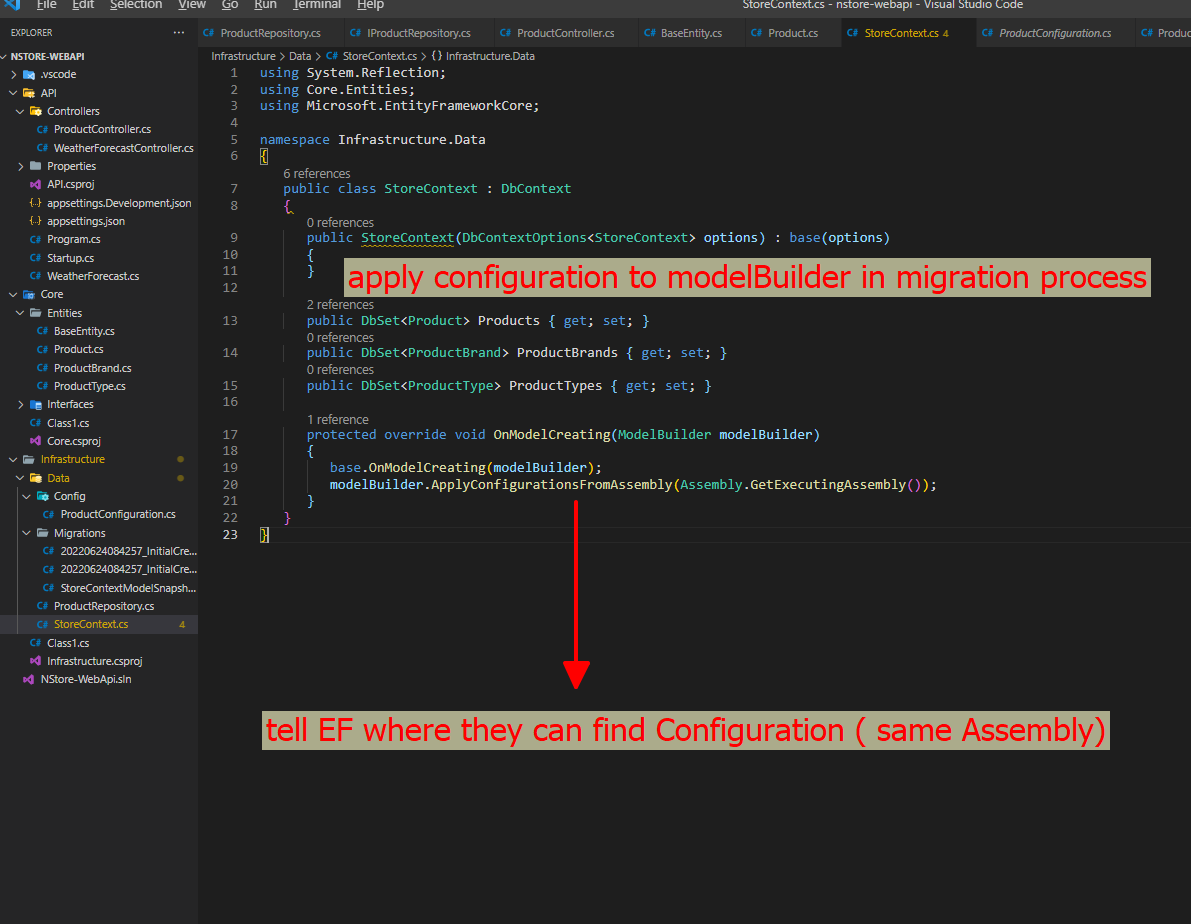 File Edit Selection View Go Run Terminal Help StoreContext.cs - nstore-webapi - Visual Studio Code
EXPLORER ...
C# ProductRepository.cs C# IProductRepository.cs C# ProductController.cs C# BaseEntity.cs C# Product.cs C# StoreContext.cs 4 C# ProductConfiguration.cs C# Produc
NSTORE-WEBAPI
.vscode
API
Controllers
C# ProductController.cs
C# WeatherForecastController.cs
Properties
API.csproj
{..} appsettings.Development.json
{..} appsettings.json
C# Program.cs
C# Startup.cs
C# WeatherForecast.cs
Core
Entities
C# BaseEntity.cs
C# Product.cs
C# ProductBrand.cs
C# ProductType.cs
Interfaces
C# Class1.cs
Core.csproj
Infrastructure
Data
Config
C# ProductConfiguration.cs
Migrations
C# 20220624084257_InitialCre...
C# 20220624084257_InitialCre...
C# StoreContextModelSnapsh...
C# ProductRepository.cs
C# StoreContext.cs 4
C# Class1.cs
Infrastructure.csproj
NStore-WebApi.sln
Infrastructure > Data > C# StoreContext.cs > {} Infrastructure.Data
1 using System.Reflection;
2 using Core.Entities;
3 using Microsoft.EntityFrameworkCore;
4
5 namespace Infrastructure.Data
6 {
6 references
7 public class StoreContext : DbContext
8 {
0 references
9 public StoreContext(DbContextOptions<StoreContext> options) : base(options)
10 {
11 }
apply configuration to modelBuilder in migration process
12
2 references
13 public DbSet<Product> Products { get; set; }
0 references
14 public DbSet<ProductBrand> ProductBrands { get; set; }
0 references
15 public DbSet<ProductType> ProductTypes { get; set; }
16
1 reference
17 protected override void OnModelCreating(ModelBuilder modelBuilder)
18 {
19 base.OnModelCreating(modelBuilder);
20 modelBuilder.ApplyConfigurationsFromAssembly(Assembly.GetExecutingAssembly());
21 }
22 }
23 }
tell EF where they can find Configuration ( same Assembly)